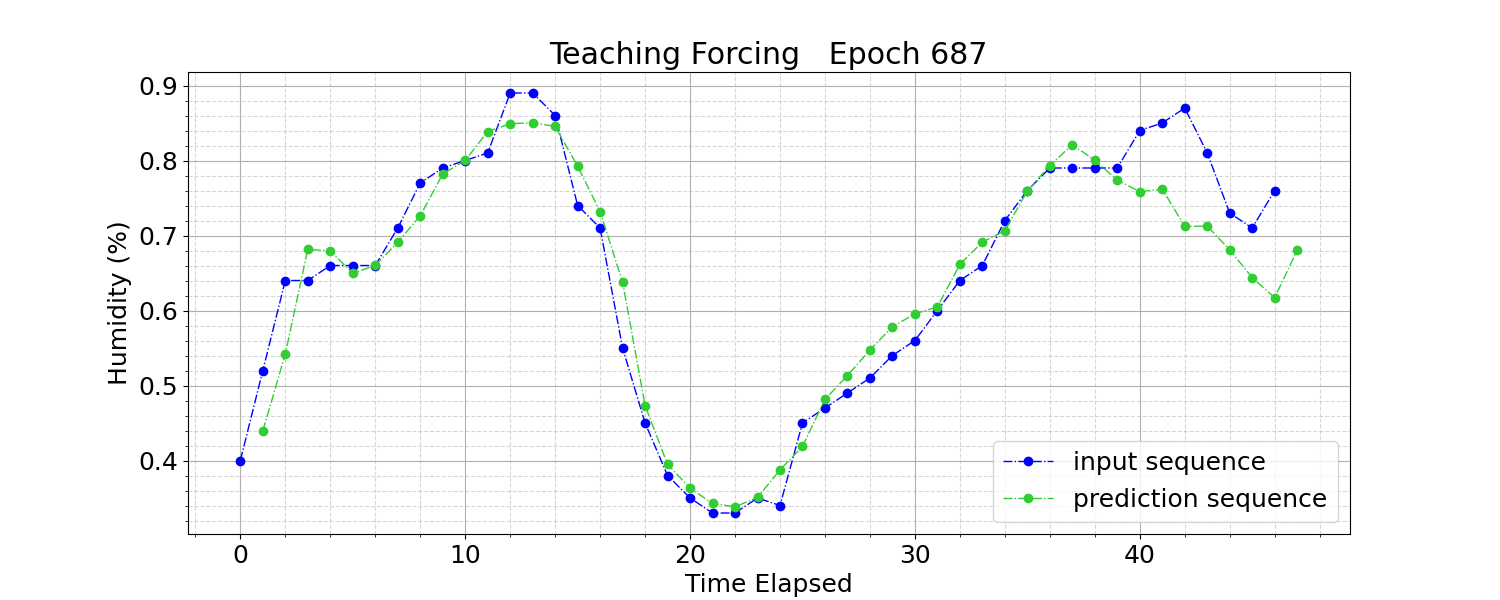 Teaching Forcing   Epoch 687
Humidity (%)
0.9
0.8
0.7
0.6
0.5
0.4
input sequence
prediction sequence
0 10 20 30 40
Time Elapsed